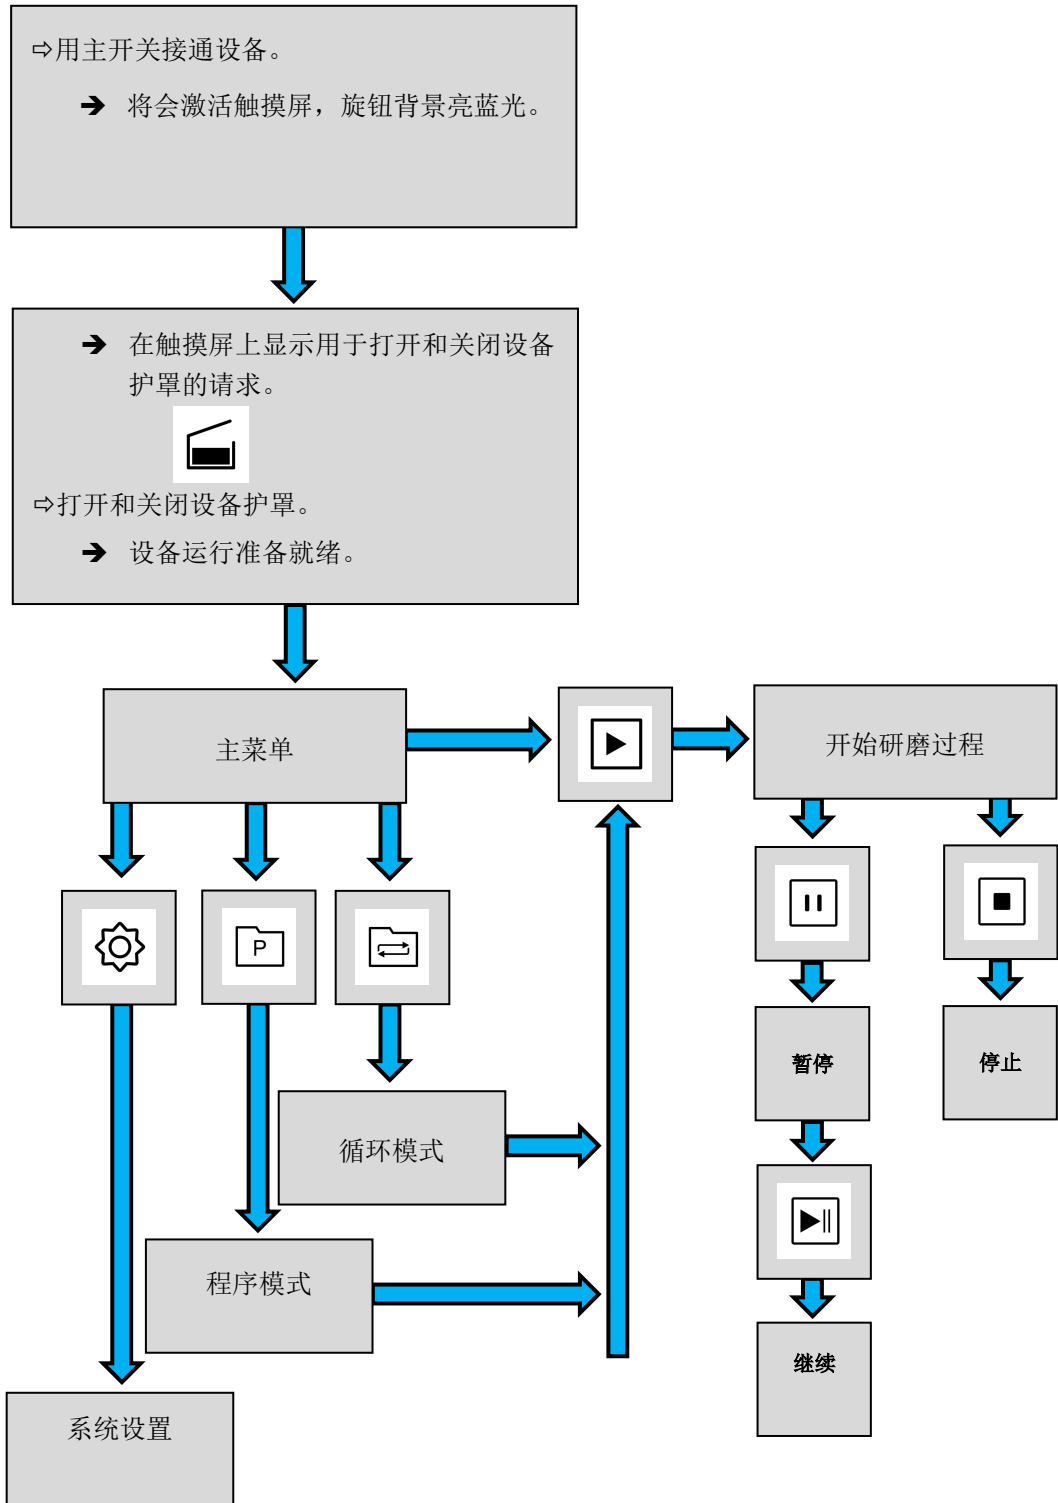 ⇨用主开关接通设备。
➔ 将会激活触摸屏，旋钮背景亮蓝光。
➔ 在触摸屏上显示用于打开和关闭设备
护罩的请求。
⇨打开和关闭设备护罩。
➔ 设备运行准备就绪。
主菜单
开始研磨过程
P
暂停
停止
循环模式
程序模式
继续
系统设置